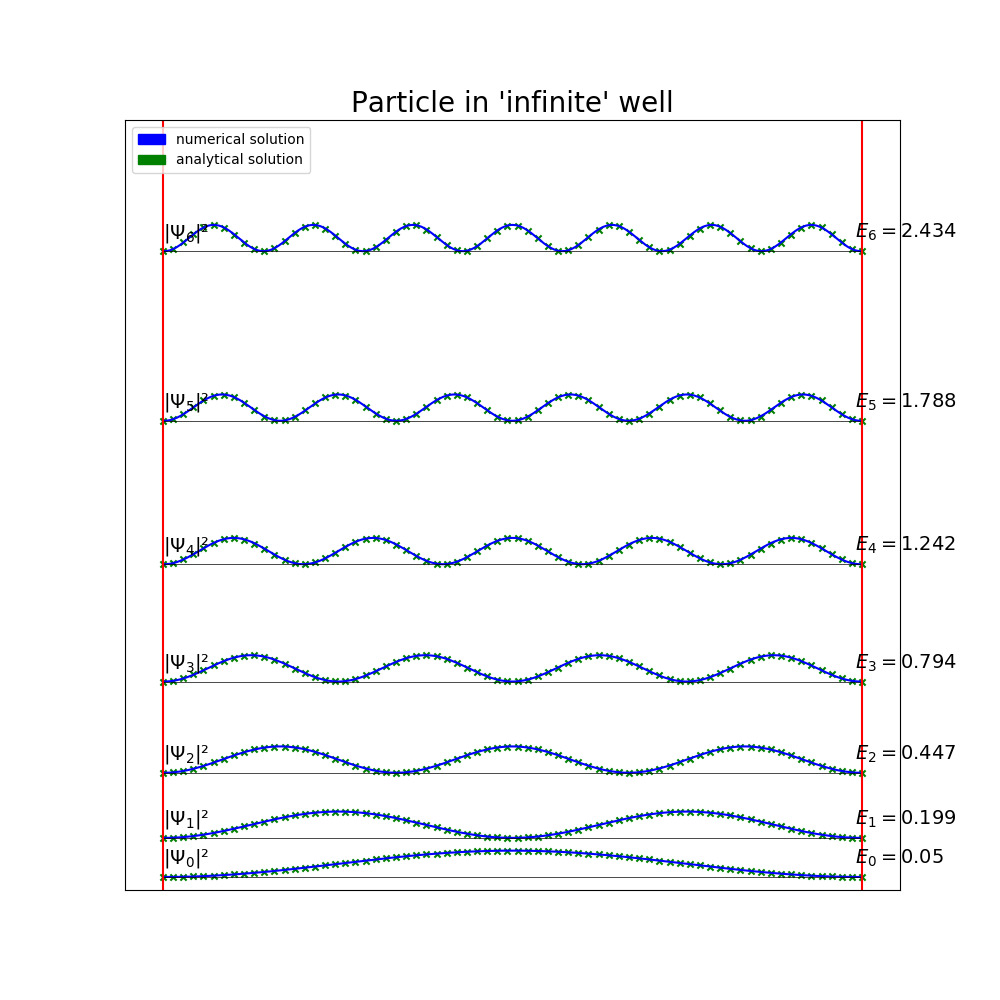 Particle in 'infinite' well
numerical solution
analytical solution
|Ψ₆|² E₆ = 2.434
|Ψ₅|² E₅ = 1.788
|Ψ₄|² E₄ = 1.242
|Ψ₃|² E₃ = 0.794
|Ψ₂|² E₂ = 0.447
|Ψ₁|² E₁ = 0.199
|Ψ₀|² E₀ = 0.05